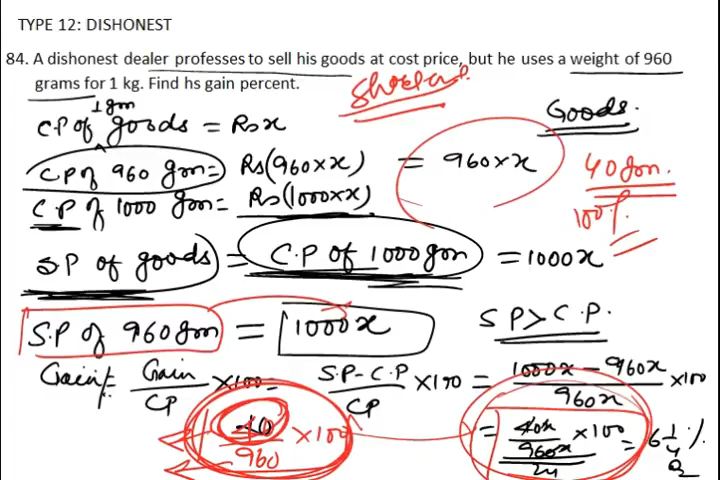 TYPE 12: DISHONEST
84. A dishonest dealer professes to sell his goods at cost price, but he uses a weight of 960
grams for 1 kg. Find hs gain percent.
Shortcut
Goods.
1 gm
CP of goods = Rs x
CP of 960 gm = Rs(960 × x) = 960 × x
40 gm.
C.P of 1000 gm = Rs(1000 × x)
100%
SP of goods = C.P of 1000 gm = 1000x
S.P of 960 gm = 1000x
SP > C.P.
Gain% = Gain/CP × 100 = S.P - C.P/CP × 100 = 1000x - 960x/960x × 100
40/960 × 100
= 40x/960x × 100 = 6 1/4 %
24